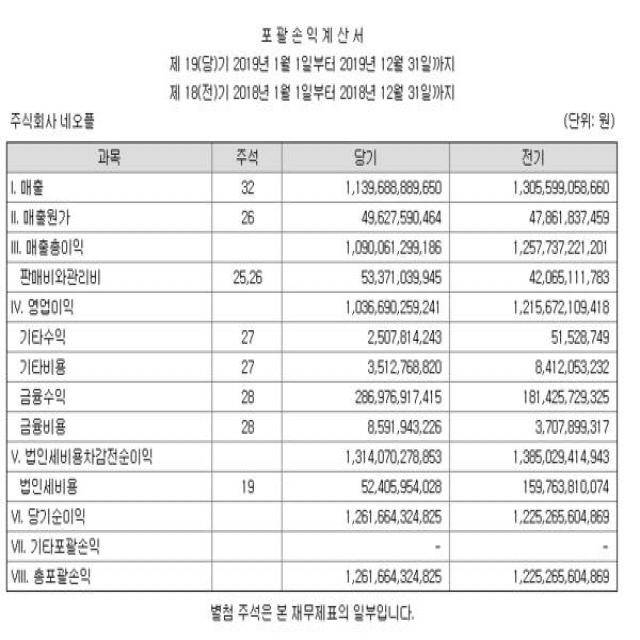 포괄손익계산서
제 19(당)기 2019년 1월 1일부터 2019년 12월 31일까지
제 18(전)기 2018년 1월 1일부터 2018년 12월 31일까지
주식회사 네오플 (단위: 원)
과목 주석 당기 전기
I. 매출 32 1,139,688,889,650 1,305,599,058,660
II. 매출원가 26 49,627,590,464 47,861,837,459
III. 매출총이익 1,090,061,299,186 1,257,737,221,201
판매비와관리비 25,26 53,371,039,945 42,065,111,783
IV. 영업이익 1,036,690,259,241 1,215,672,109,418
기타수익 27 2,507,814,243 51,528,749
기타비용 27 3,512,768,820 8,412,053,232
금융수익 28 286,976,917,415 181,425,729,325
금융비용 28 8,591,943,226 3,707,899,317
V. 법인세비용차감전순이익 1,314,070,278,853 1,385,029,414,943
법인세비용 19 52,405,954,028 159,763,810,074
VI. 당기순이익 1,261,664,324,825 1,225,265,604,869
VII. 기타포괄손익 - -
VIII. 총포괄손익 1,261,664,324,825 1,225,265,604,869
별첨 주석은 본 재무제표의 일부입니다.